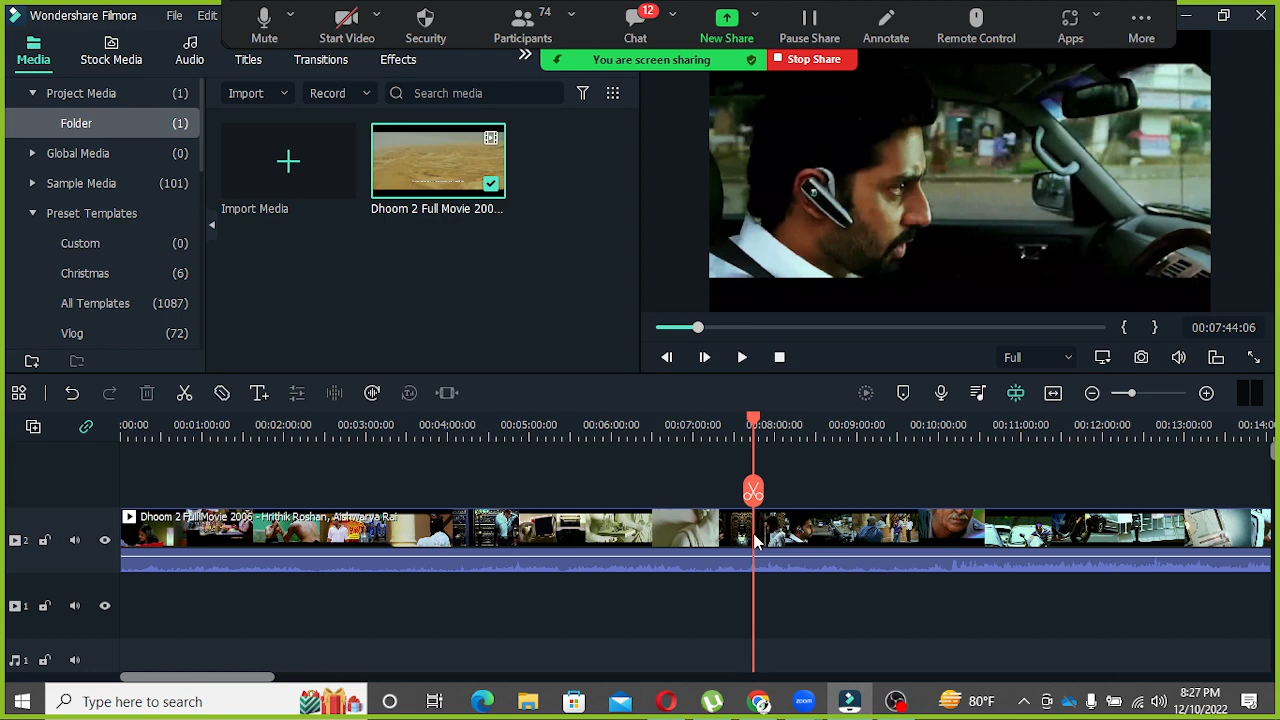 Wondershare Filmora File Edit
Mute Start Video Security Participants 74 Chat 12 New Share Pause Share Annotate Remote Control Apps More
You are screen sharing Stop Share
Media Stock Media Audio Titles Transitions Effects
Project Media (1)
Folder (1)
Global Media (0)
Sample Media (111)
Preset Templates
Custom (0)
Christmas (6)
All Templates (1087)
Vlog (72)
Import Record Search media
Import Media
Dhoom 2 Full Movie 200...
00:07:44:06
Full
:00:00 00:01:00:00 00:02:00:00 00:03:00:00 00:04:00:00 00:05:00:00 00:06:00:00 00:07:00:00 00:08:00:00 00:09:00:00 00:10:00:00 00:11:00:00 00:12:00:00 00:13:00:00 00:14:0
Dhoom 2 Full Movie 2006 - Hrithik Roshan, Aishwarya Rai
2
1
1
Type here to search
zoom
80°F
8:27 PM
12/10/2022